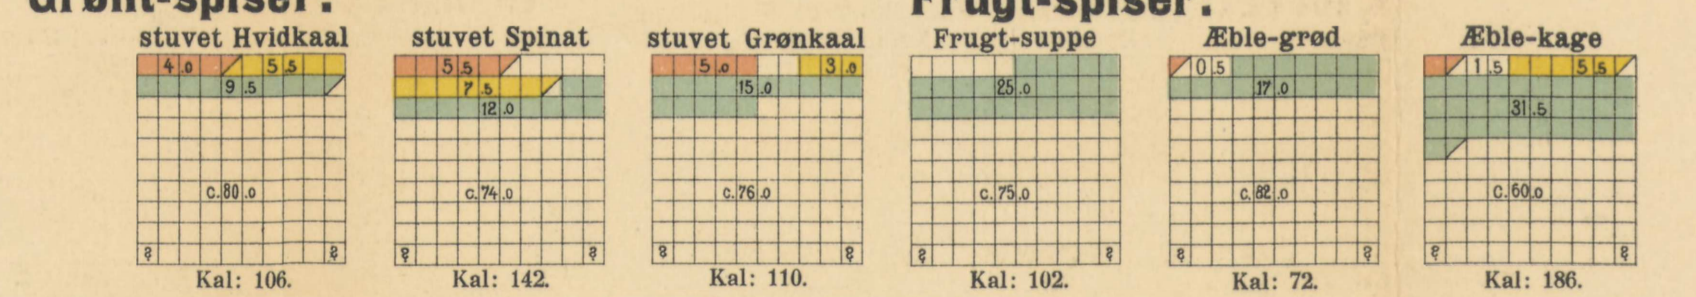 Grønt-spiser. Frugt-spiser.
stuvet Hvidkaal stuvet Spinat stuvet Grønkaal Frugt-suppe Æble-grød Æble-kage
4.0 5.5 5.5 5.0 3.0 0.5 1.5 5.5
9.5 7.5 15.0 25.0 17.0
12.0 31.5
c.80.0 c.74.0 c.76.0 c.75.0 c.82.0 c.60.0
? ? ? ? ? ? ? ? ? ? ? ?
Kal: 106. Kal: 142. Kal: 110. Kal: 102. Kal: 72. Kal: 186.